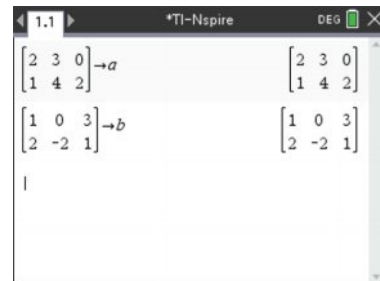 1.1 *TI-Nspire DEG
[2 3 0
1 4 2]→a [2 3 0
1 4 2]
[1 0 3
2 -2 1]→b [1 0 3
2 -2 1]